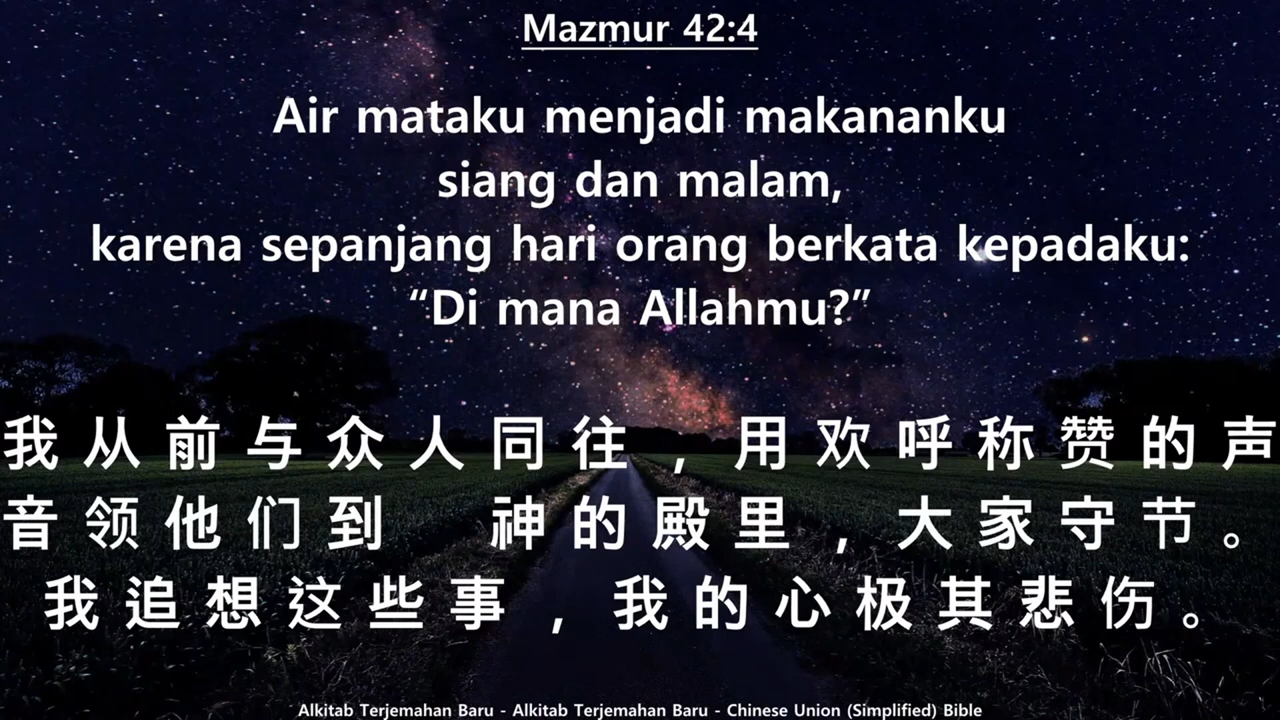 Mazmur 42:4
Air mataku menjadi makananku
siang dan malam,
karena sepanjang hari orang berkata kepadaku:
“Di mana Allahmu?”
我从前与众人同往，用欢呼称赞的声
音领他们到　神的殿里，大家守节。
我追想这些事，我的心极其悲伤。
Alkitab Terjemahan Baru - Alkitab Terjemahan Baru - Chinese Union (Simplified) Bible